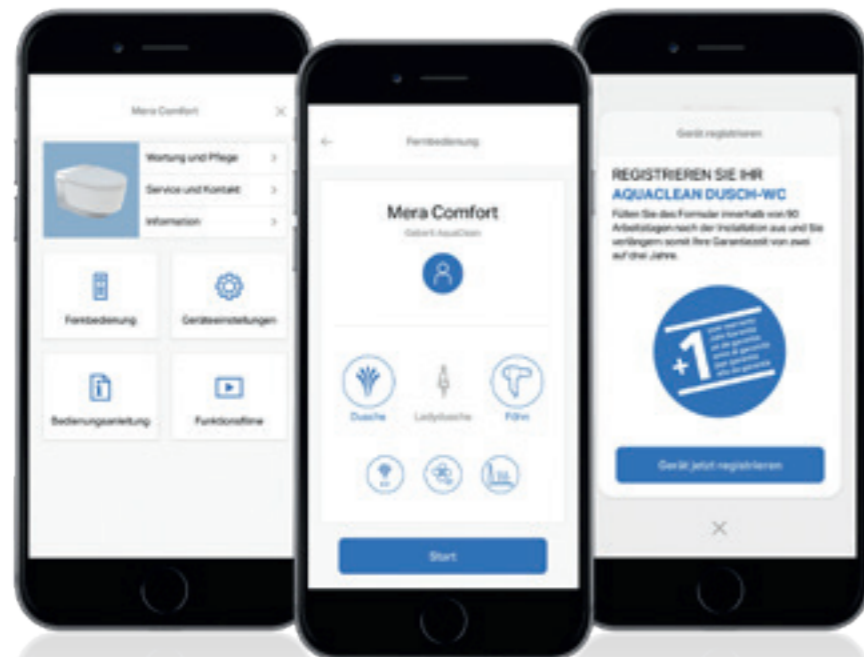 Mera Comfort
Wartung und Pflege
Service und Kontakt
Information
Fernbedienung
Geräteeinstellungen
Bedienungsanleitung
Funktionsfilme
Fernbedienung
Mera Comfort
Geberit AquaClean
Dusche
Ladydusche
Föhn
Start
Gerät registrieren
REGISTRIEREN SIE IHR
AQUACLEAN DUSCH-WC
Füllen Sie das Formular innerhalb von 90
Arbeitstagen nach der Installation aus und Sie
verlängern somit Ihre Garantiezeit von zwei
auf drei Jahre.
+1
Gerät jetzt registrieren